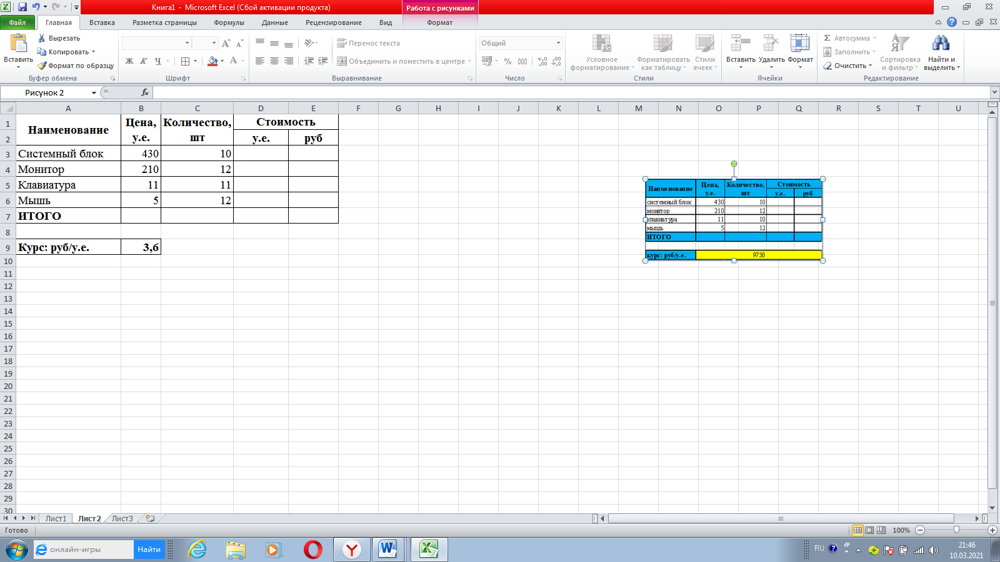 Книга1 - Microsoft Excel (Сбой активации продукта)
Работа с рисунками
Файл Главная Вставка Разметка страницы Формулы Данные Рецензирование Вид Формат
Вставить
Вырезать
Копировать
Формат по образцу
Буфер обмена
Ж К Ч А
Шрифт
Перенос текста
Объединить и поместить в центре
Выравнивание
Общий
% 000
Число
Условное форматирование
Форматировать как таблицу
Стили ячеек
Стили
Вставить Удалить Формат
Ячейки
Σ Автосумма
Заполнить
Очистить
Сортировка и фильтр
Найти и выделить
Редактирование
Рисунок 2
fx
A B C D E F G H I J K L M N O P Q R S T U
1 2 3 4 5 6 7 8 9 10 11 12 13 14 15 16 17 18 19 20 21 22 23 24 25 26 27 28 29 30
Наименование Цена, у.е. Количество, шт Стоимость
у.е. руб
Системный блок 430 10
Монитор 210 12
Клавиатура 11 11
Мышь 5 12
ИТОГО
Курс: руб/у.е. 3,6
Наименование Цена, у.е. Количество, шт Стоимость
у.е. руб
системный блок 430 10
монитор 210 12
клавиатура 11 10
мышь 5 12
ИТОГО
курс: руб/у.е. 9730
Лист1 Лист2 Лист3
Готово
100%
онлайн-игры Найти
RU
21:46
10.03.2021